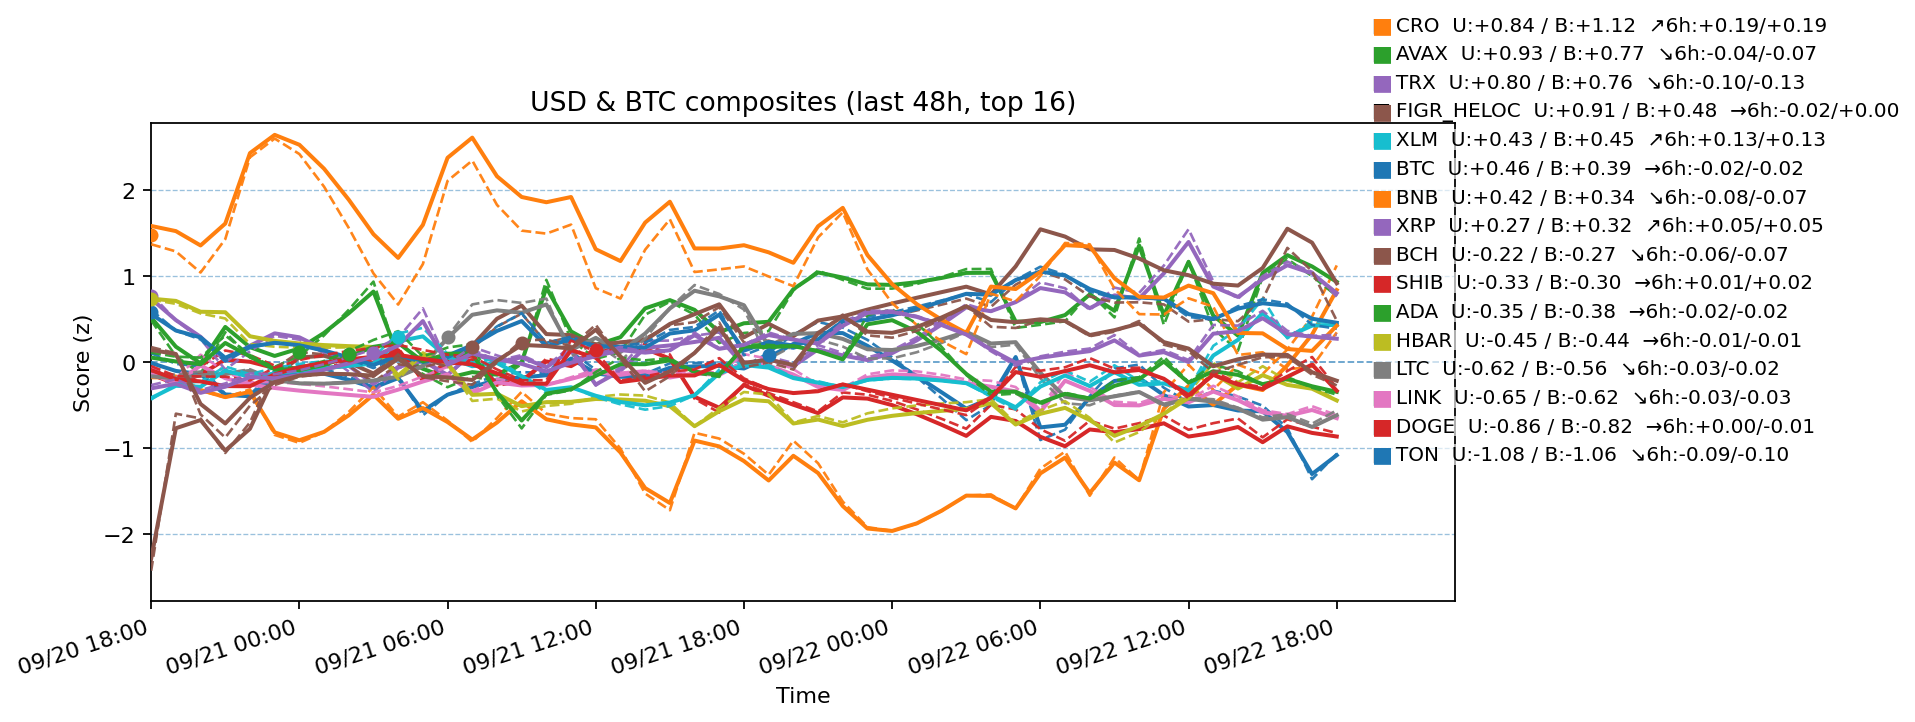 CRO U:+0.84 / B:+1.12 ↗6h:+0.19/+0.19
AVAX U:+0.93 / B:+0.77 ↘6h:-0.04/-0.07
TRX U:+0.80 / B:+0.76 ↘6h:-0.10/-0.13
FIGR_HELOC U:+0.91 / B:+0.48 →6h:-0.02/+0.00
XLM U:+0.43 / B:+0.45 ↗6h:+0.13/+0.13
BTC U:+0.46 / B:+0.39 →6h:-0.02/-0.02
BNB U:+0.42 / B:+0.34 ↘6h:-0.08/-0.07
XRP U:+0.27 / B:+0.32 ↗6h:+0.05/+0.05
BCH U:-0.22 / B:-0.27 ↘6h:-0.06/-0.07
SHIB U:-0.33 / B:-0.30 →6h:+0.01/+0.02
ADA U:-0.35 / B:-0.38 →6h:-0.02/-0.02
HBAR U:-0.45 / B:-0.44 →6h:-0.01/-0.01
LTC U:-0.62 / B:-0.56 ↘6h:-0.03/-0.02
LINK U:-0.65 / B:-0.62 ↘6h:-0.03/-0.03
DOGE U:-0.86 / B:-0.82 →6h:+0.00/-0.01
TON U:-1.08 / B:-1.06 ↘6h:-0.09/-0.10
USD & BTC composites (last 48h, top 16)
Score (z)
2
1
0
−1
−2
09/20 18:00
09/21 00:00
09/21 06:00
09/21 12:00
09/21 18:00
09/22 00:00
09/22 06:00
09/22 12:00
09/22 18:00
Time